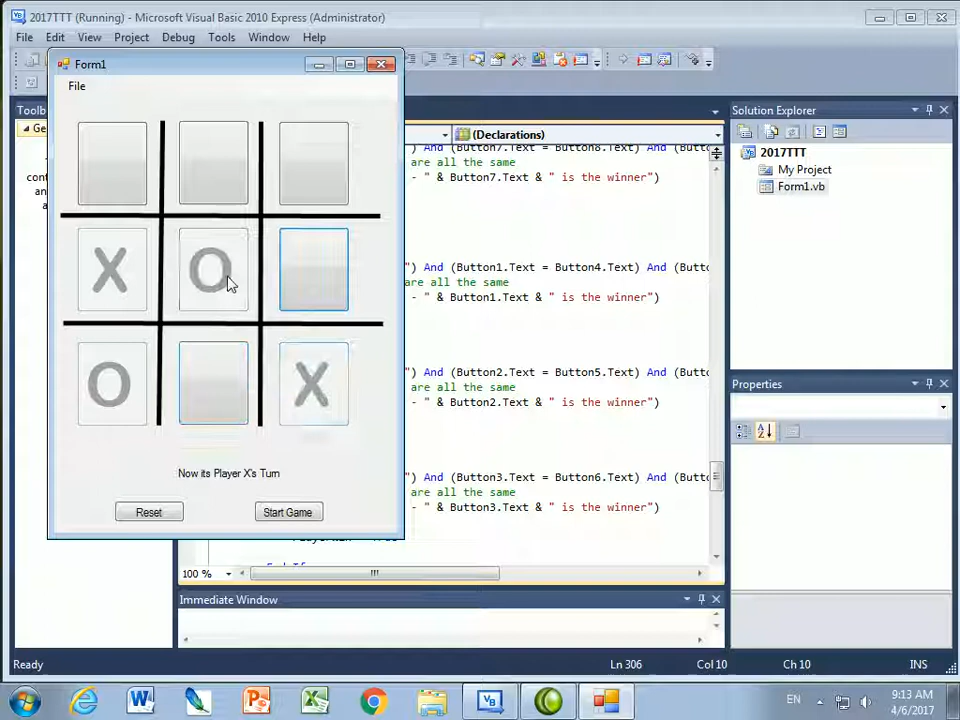 2017TTT (Running) - Microsoft Visual Basic 2010 Express (Administrator)
File Edit View Project Debug Tools Window Help
Form1
File
X O
O X
Now its Player X's Turn
Reset Start Game
Toolb
Ge
cont
an
a
(Declarations)
are all the same
- " & Button7.Text & " is the winner")
") And (Button1.Text = Button4.Text) And (Butto
are all the same
- " & Button1.Text & " is the winner")
") And (Button2.Text = Button5.Text) And (Butto
are all the same
- " & Button2.Text & " is the winner")
") And (Button3.Text = Button6.Text) And (Butto
are all the same
- " & Button3.Text & " is the winner")
100 %
Immediate Window
Solution Explorer
2017TTT
My Project
Form1.vb
Properties
Ready Ln 306 Col 10 Ch 10 INS
EN 9:13 AM
4/6/2017